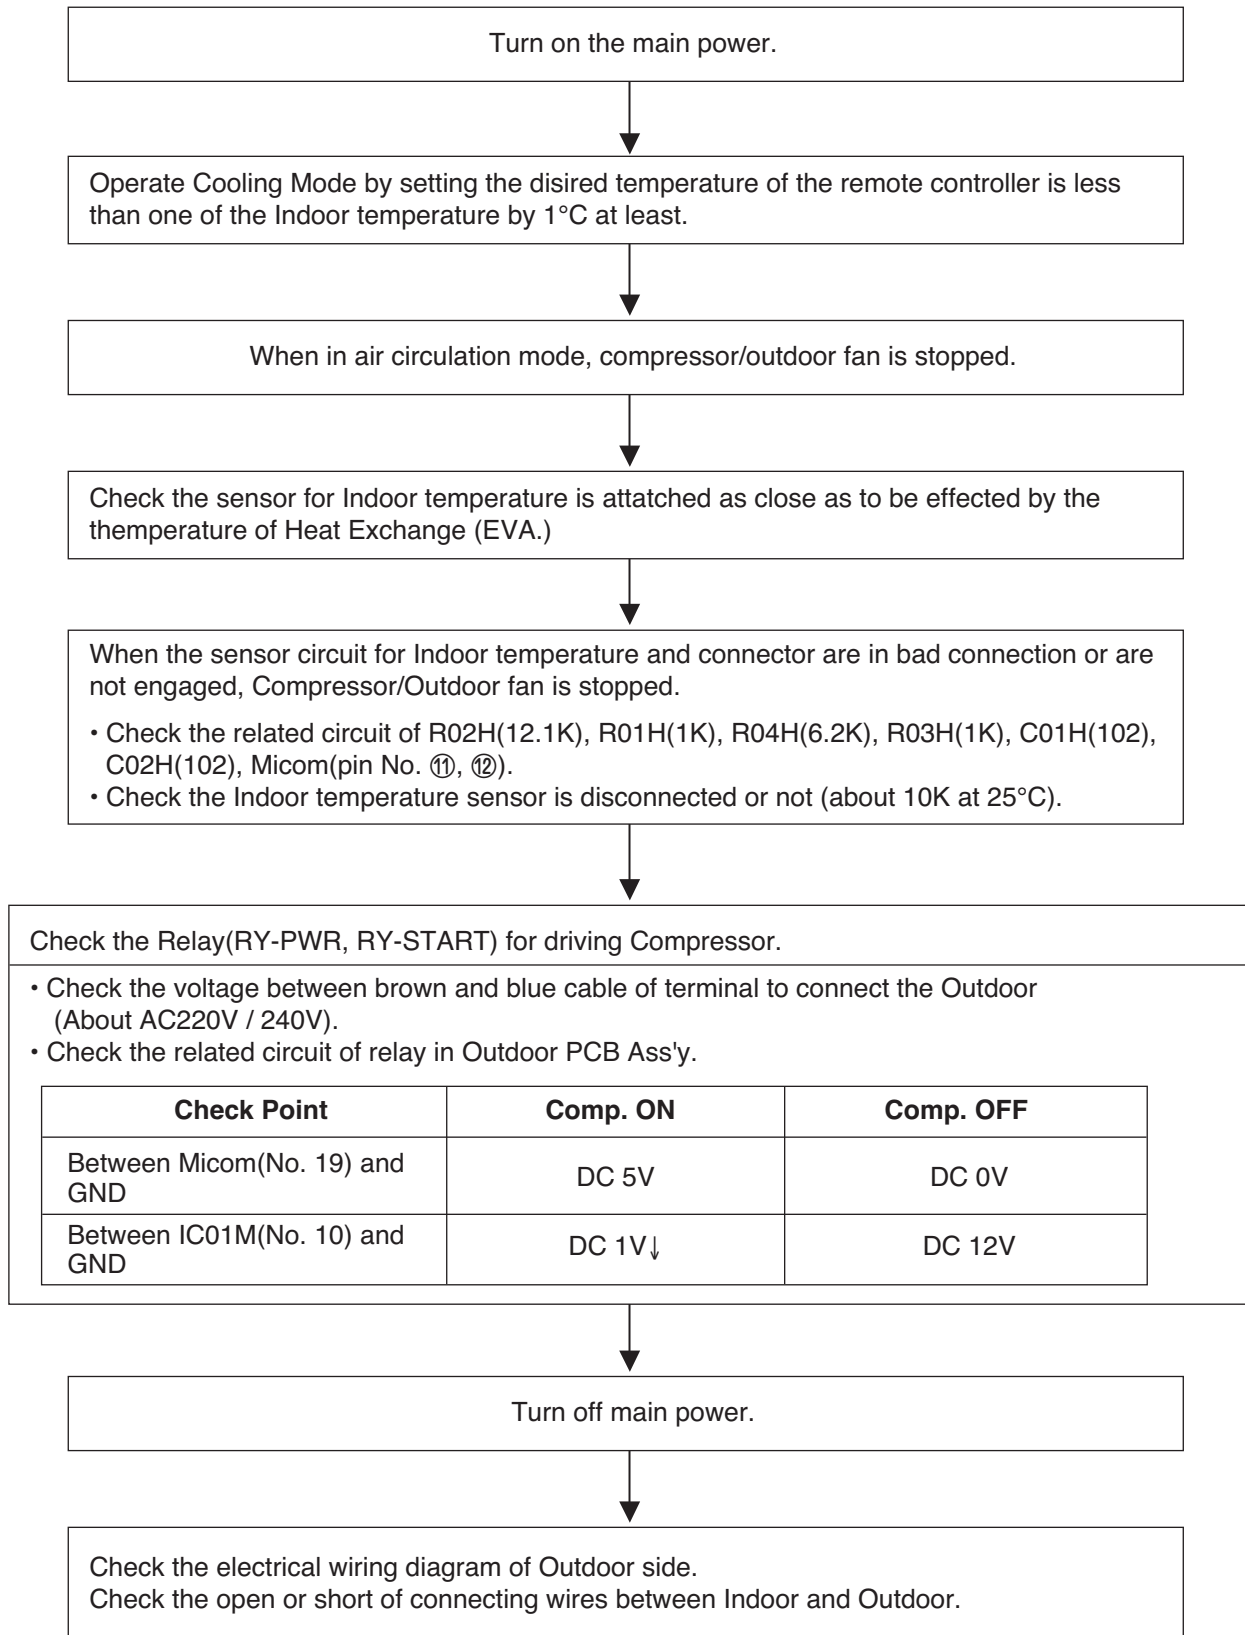 Turn on the main power.
Operate Cooling Mode by setting the disired temperature of the remote controller is less
than one of the Indoor temperature by 1°C at least.
When in air circulation mode, compressor/outdoor fan is stopped.
Check the sensor for Indoor temperature is attatched as close as to be effected by the
themperature of Heat Exchange (EVA.)
When the sensor circuit for Indoor temperature and connector are in bad connection or are
not engaged, Compressor/Outdoor fan is stopped.
• Check the related circuit of R02H(12.1K), R01H(1K), R04H(6.2K), R03H(1K), C01H(102),
C02H(102), Micom(pin No. ⑪, ⑫).
• Check the Indoor temperature sensor is disconnected or not (about 10K at 25°C).
Check the Relay(RY-PWR, RY-START) for driving Compressor.
• Check the voltage between brown and blue cable of terminal to connect the Outdoor
(About AC220V / 240V).
• Check the related circuit of relay in Outdoor PCB Ass'y.
Check Point Comp. ON Comp. OFF
Between Micom(No. 19) and
GND DC 5V DC 0V
Between IC01M(No. 10) and
GND DC 1V↓ DC 12V
Turn off main power.
Check the electrical wiring diagram of Outdoor side.
Check the open or short of connecting wires between Indoor and Outdoor.